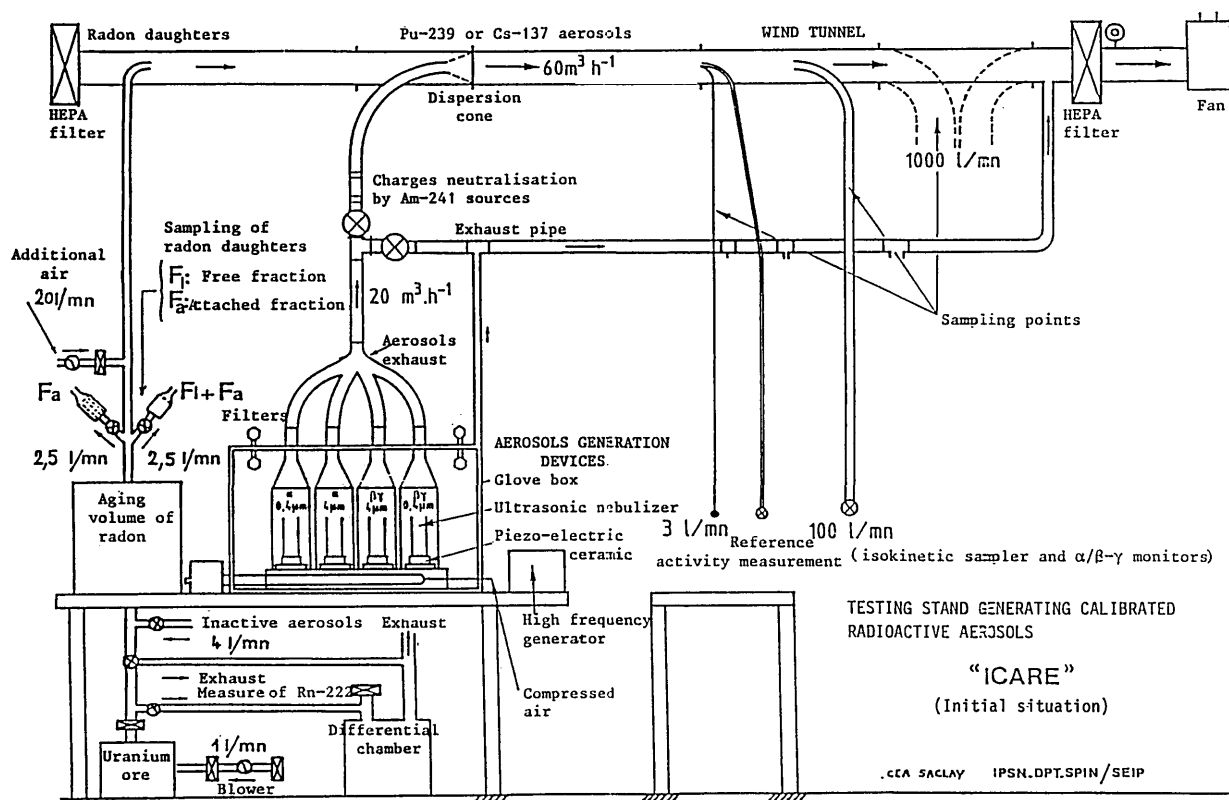 Radon daughters
Pu-239 or Cs-137 aerosols
WIND TUNNEL
60m³ h⁻¹
HEPA
filter
Dispersion
cone
HEPA
filter
Fan
1000 l/mn
Charges neutralisation
by Am-241 sources
Sampling of
radon daughters
Fl: Free fraction
Fa: Attached fraction
Exhaust pipe
Additional
air
20l/mn
20 m³.h⁻¹
Sampling points
Aerosols
exhaust
Fa
Fl+Fa
Filters
2,5 l/mn
2,5 l/mn
AEROSOLS GENERATION
DEVICES
Glove box
Aging
volume of
radon
α
0,4µm
α
4µm
βγ
4µm
βγ
0,4µm
Ultrasonic nebulizer
Piezo-electric
ceramic
3 l/mn
Reference
activity measurement
100 l/mn
(isokinetic sampler and α/β-γ monitors)
Inactive aerosols
4 l/mn
Exhaust
High frequency
generator
TESTING STAND GENERATING CALIBRATED
RADIOACTIVE AEROSOLS
"ICARE"
(Initial situation)
Exhaust
Measure of Rn-222
Compressed
air
Differential
chamber
Uranium
ore
1 l/mn
Blower
.CEA SACLAY IPSN.DPT.SPIN/SEIP